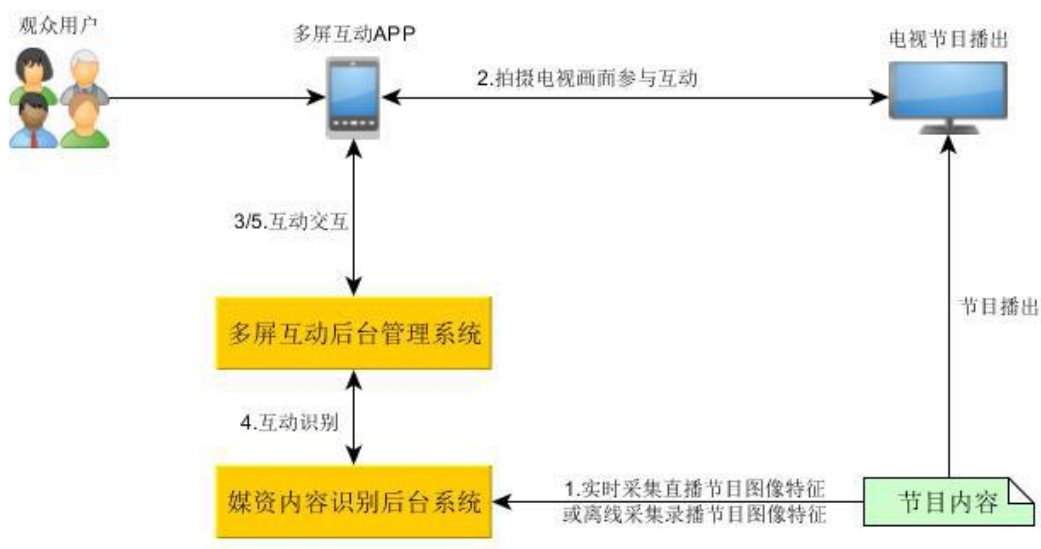 观众用户
多屏互动APP
电视节目播出
2.拍摄电视画面参与互动
3/5.互动交互
节目播出
多屏互动后台管理系统
4.互动识别
媒资内容识别后台系统
1.实时采集直播节目图像特征
或离线采集录播节目图像特征
节目内容